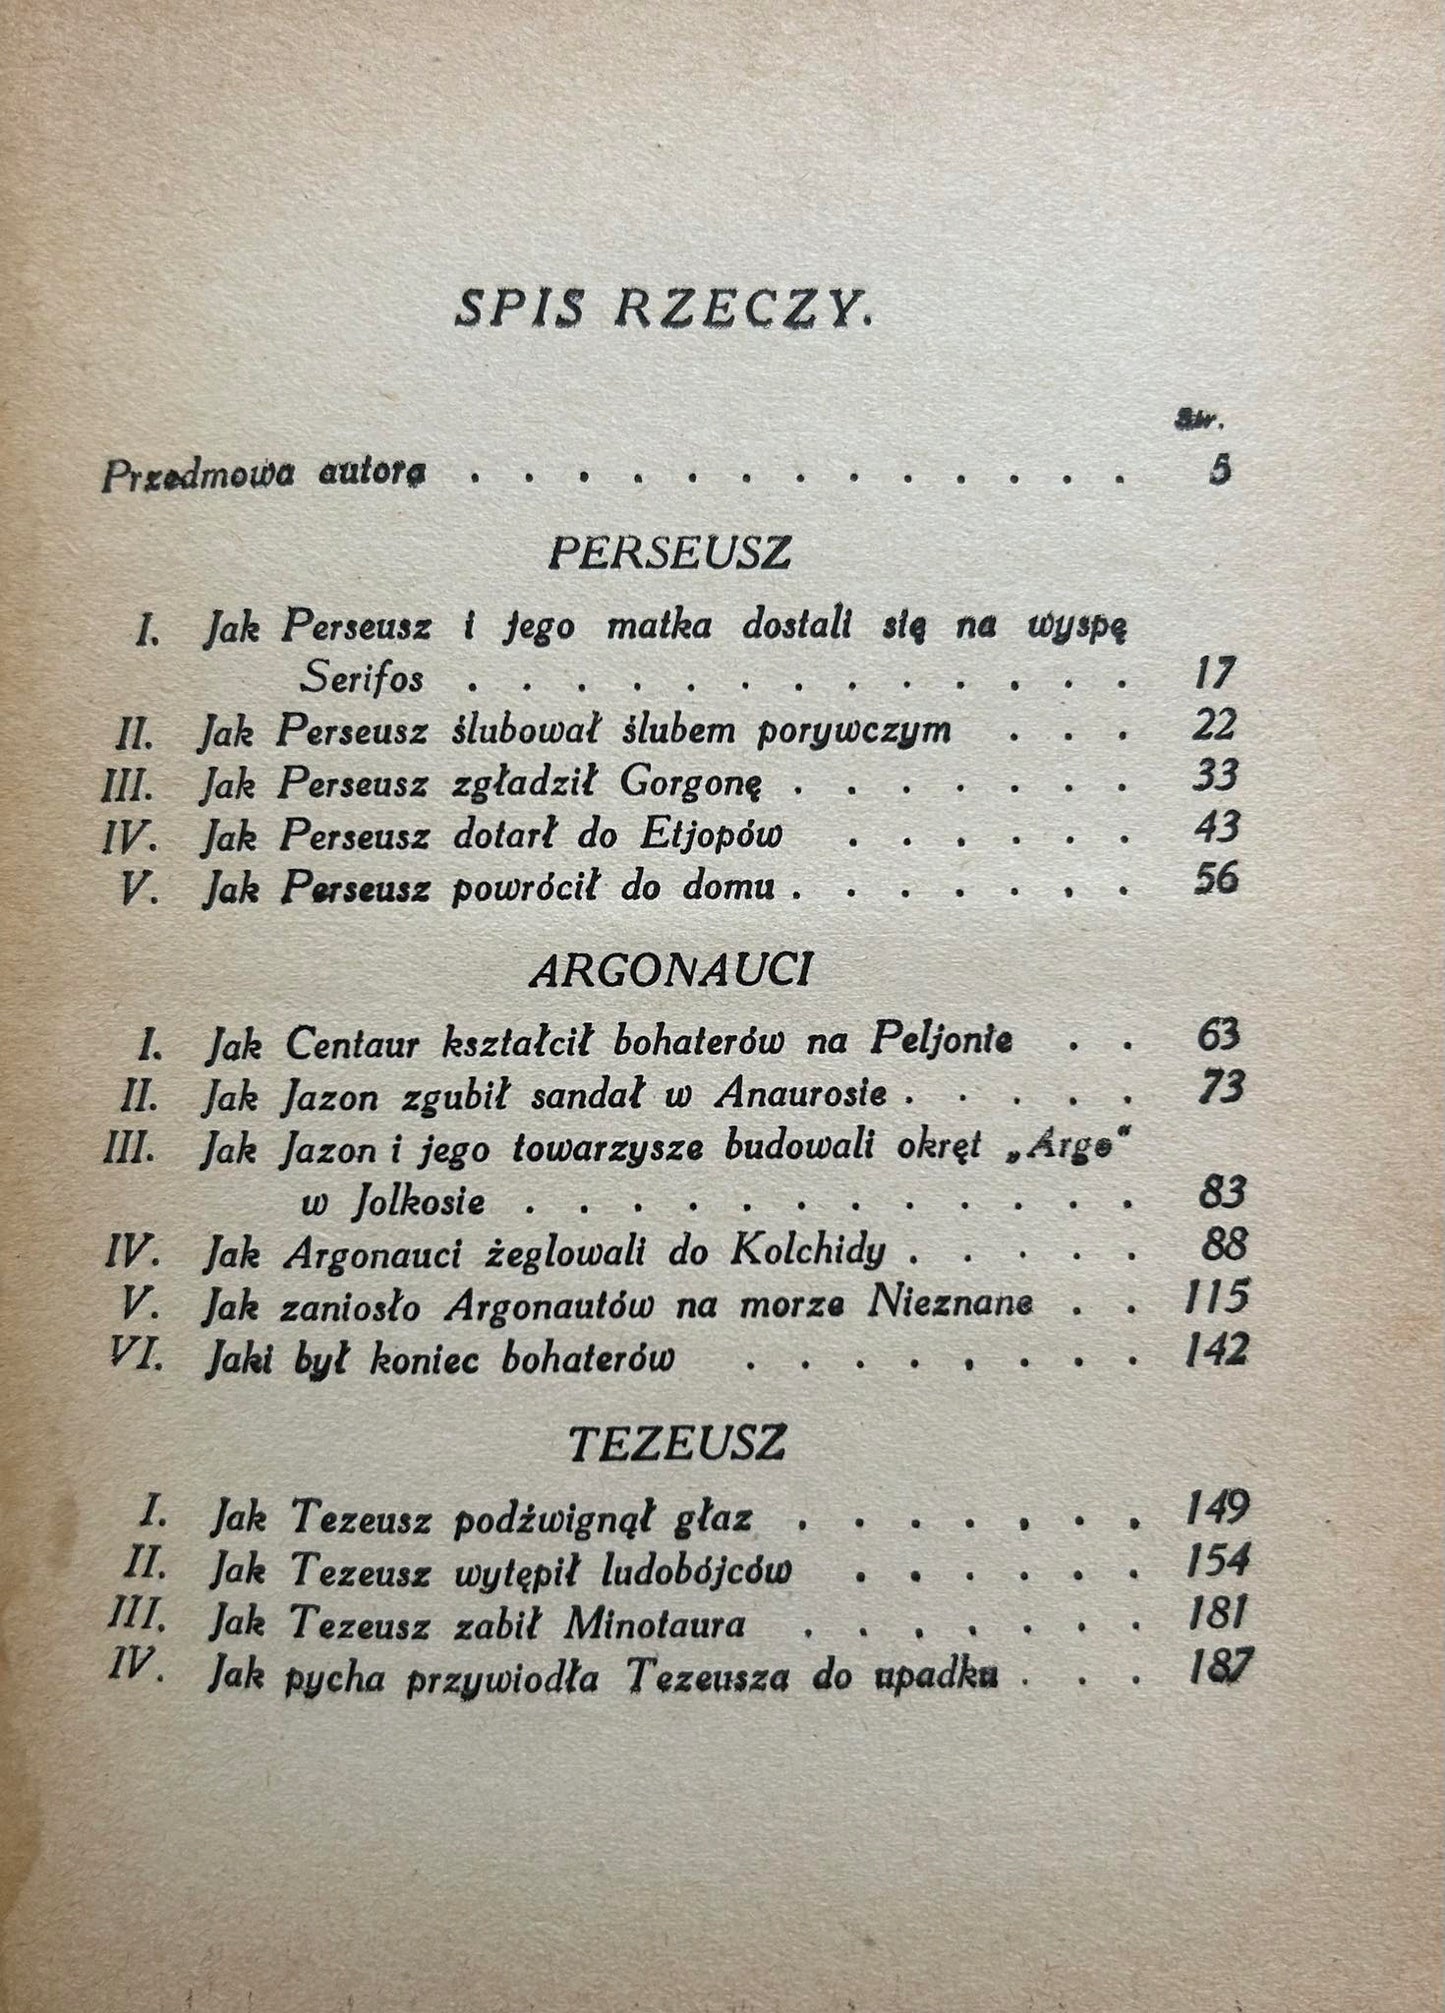 SPIS RZECZY.
Str.
Przedmowa autora . . . . . . . . . . . . . 5
PERSEUSZ
I. Jak Perseusz i jego matka dostali się na wyspę
Serifos . . . . . . . . . . . . . 17
II. Jak Perseusz ślubował ślubem porywczym . . . 22
III. Jak Perseusz zgładził Gorgonę . . . . . . . 33
IV. Jak Perseusz dotarł do Etjopów . . . . . . 43
V. Jak Perseusz powrócił do domu . . . . . . . 56
ARGONAUCI
I. Jak Centaur kształcił bohaterów na Peljonie . . 63
II. Jak Jazon zgubił sandał w Anaurosie . . . . . 73
III. Jak Jazon i jego towarzysze budowali okręt „Argo“
w Jolkosie . . . . . . . . . . . . 83
IV. Jak Argonauci żeglowali do Kolchidy . . . . . 88
V. Jak zaniosło Argonautów na morze Nieznane . . 115
VI. Jaki był koniec bohaterów . . . . . . . . 142
TEZEUSZ
I. Jak Tezeusz podźwignął głaz . . . . . . . 149
II. Jak Tezeusz wytępił ludobójców . . . . . . 154
III. Jak Tezeusz zabił Minotaura . . . . . . . 181
IV. Jak pycha przywiodła Tezeusza do upadku . . . 187